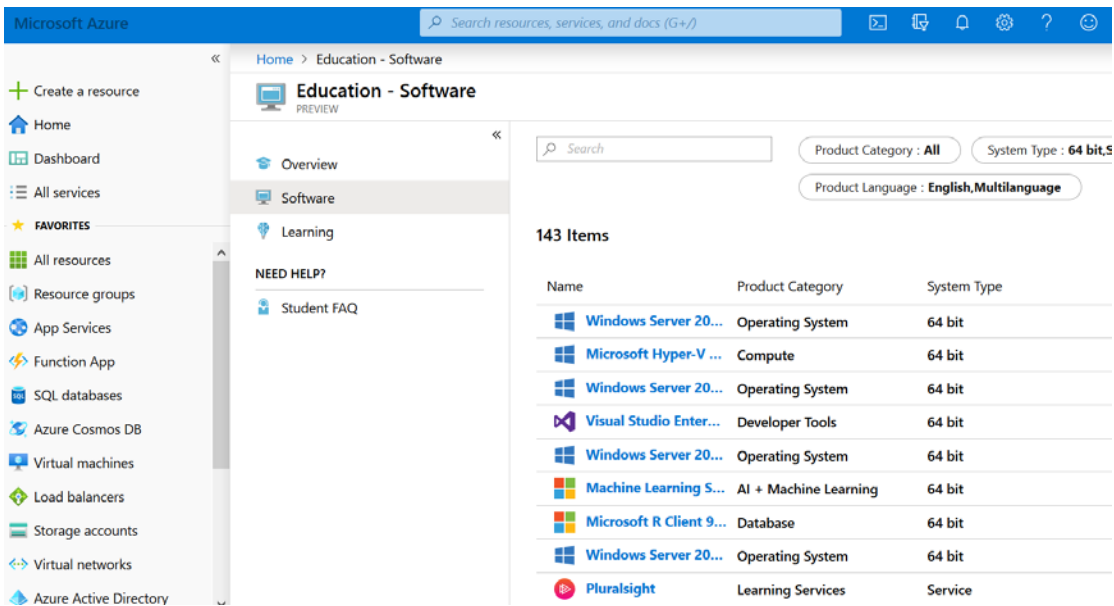 Microsoft Azure
Search resources, services, and docs (G+/)
Create a resource
Home
Dashboard
All services
FAVORITES
All resources
Resource groups
App Services
Function App
SQL databases
Azure Cosmos DB
Virtual machines
Load balancers
Storage accounts
Virtual networks
Azure Active Directory
Home > Education - Software
Education - Software
PREVIEW
Overview
Software
Learning
NEED HELP?
Student FAQ
Search
Product Category : All
System Type : 64 bit,S
Product Language : English,Multilanguage
143 Items
Name Product Category System Type
Windows Server 20... Operating System 64 bit
Microsoft Hyper-V ... Compute 64 bit
Windows Server 20... Operating System 64 bit
Visual Studio Enter... Developer Tools 64 bit
Windows Server 20... Operating System 64 bit
Machine Learning S... AI + Machine Learning 64 bit
Microsoft R Client 9... Database 64 bit
Windows Server 20... Operating System 64 bit
Pluralsight Learning Services Service